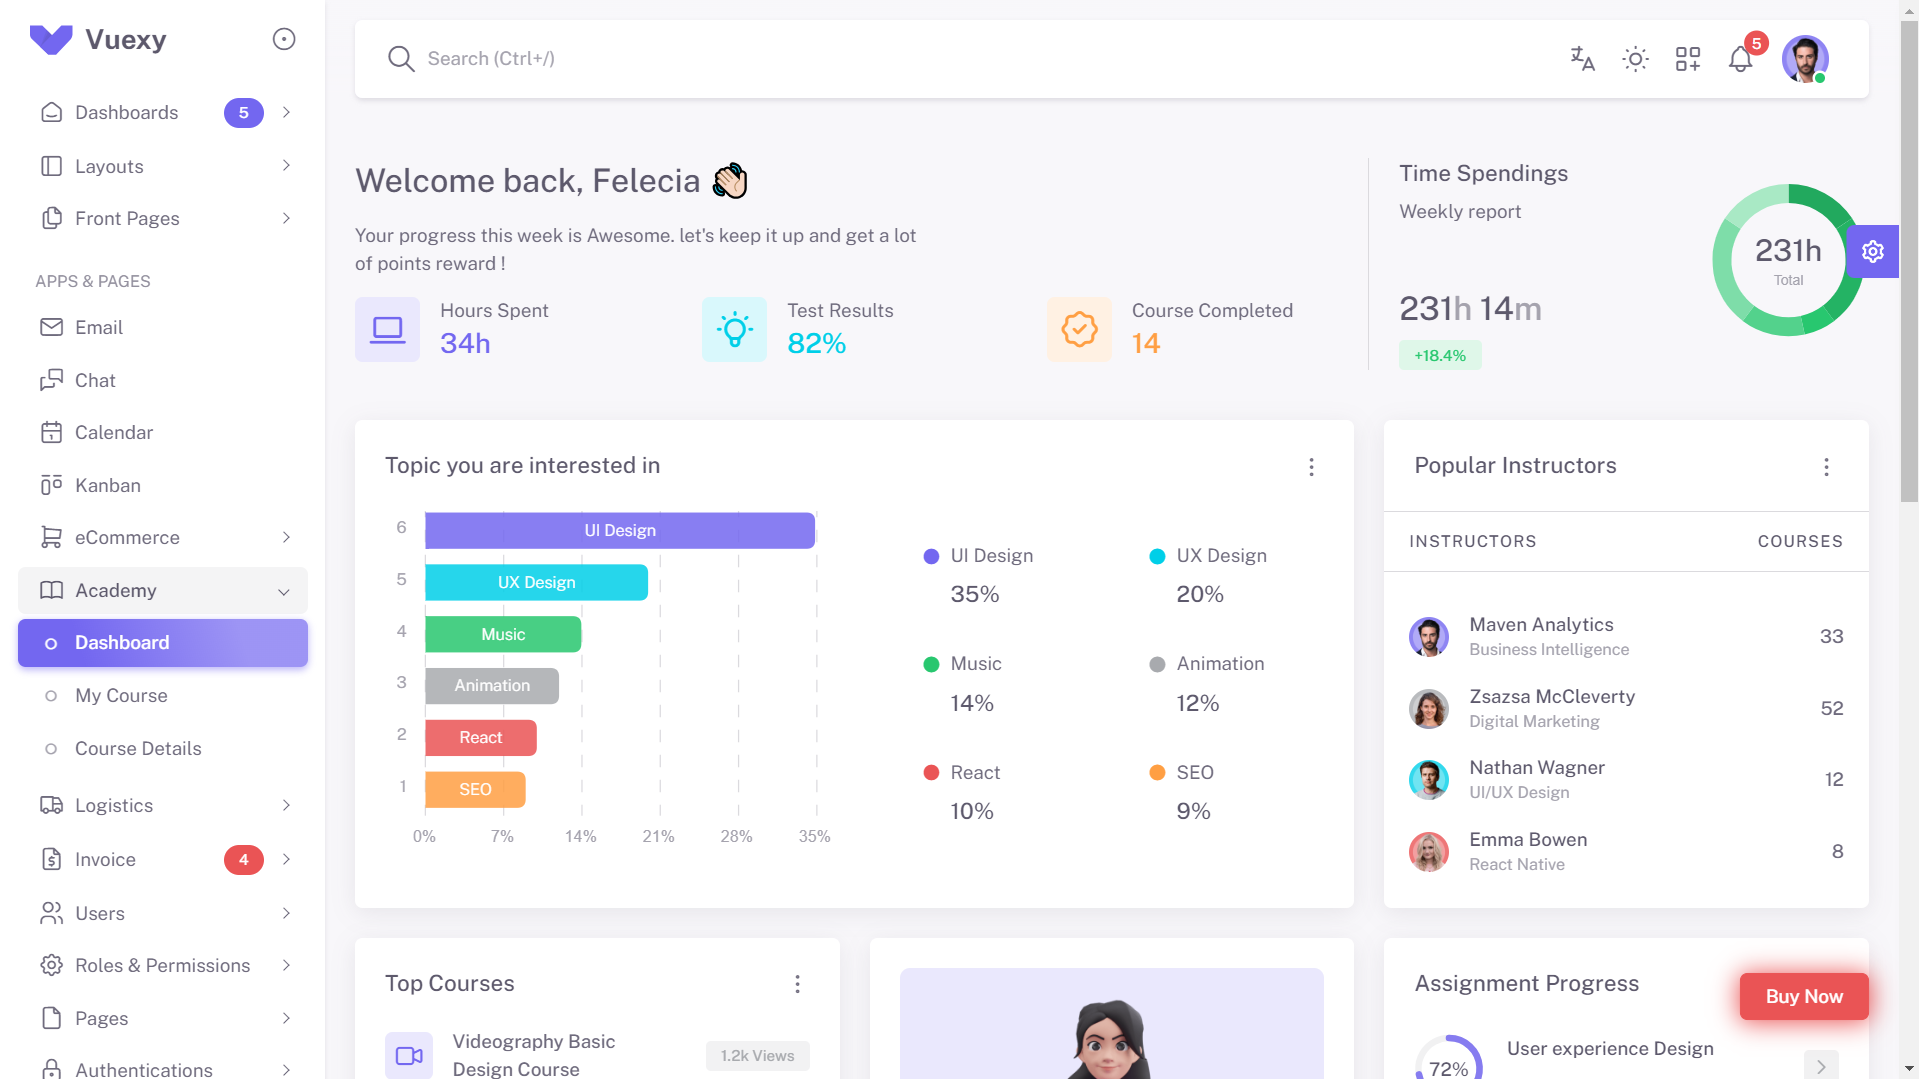 Vuexy
Dashboards
5
Layouts
Front Pages
APPS & PAGES
Email
Chat
Calendar
Kanban
eCommerce
Academy
Dashboard
My Course
Course Details
Logistics
Invoice
4
Users
Roles & Permissions
Pages
Authentications
Search (Ctrl+/)
5
Welcome back, Felecia
Your progress this week is Awesome. let's keep it up and get a lot
of points reward !
Hours Spent
34h
Test Results
82%
Course Completed
14
Time Spendings
Weekly report
231h 14m
+18.4%
231h
Total
Topic you are interested in
6
UI Design
5
UX Design
4
Music
3
Animation
2
React
1
SEO
0%
7%
14%
21%
28%
35%
UI Design
35%
UX Design
20%
Music
14%
Animation
12%
React
10%
SEO
9%
Popular Instructors
INSTRUCTORS
COURSES
Maven Analytics
Business Intelligence
33
Zsazsa McCleverty
Digital Marketing
52
Nathan Wagner
UI/UX Design
12
Emma Bowen
React Native
8
Top Courses
Videography Basic
Design Course
1.2k Views
Assignment Progress
Buy Now
72%
User experience Design